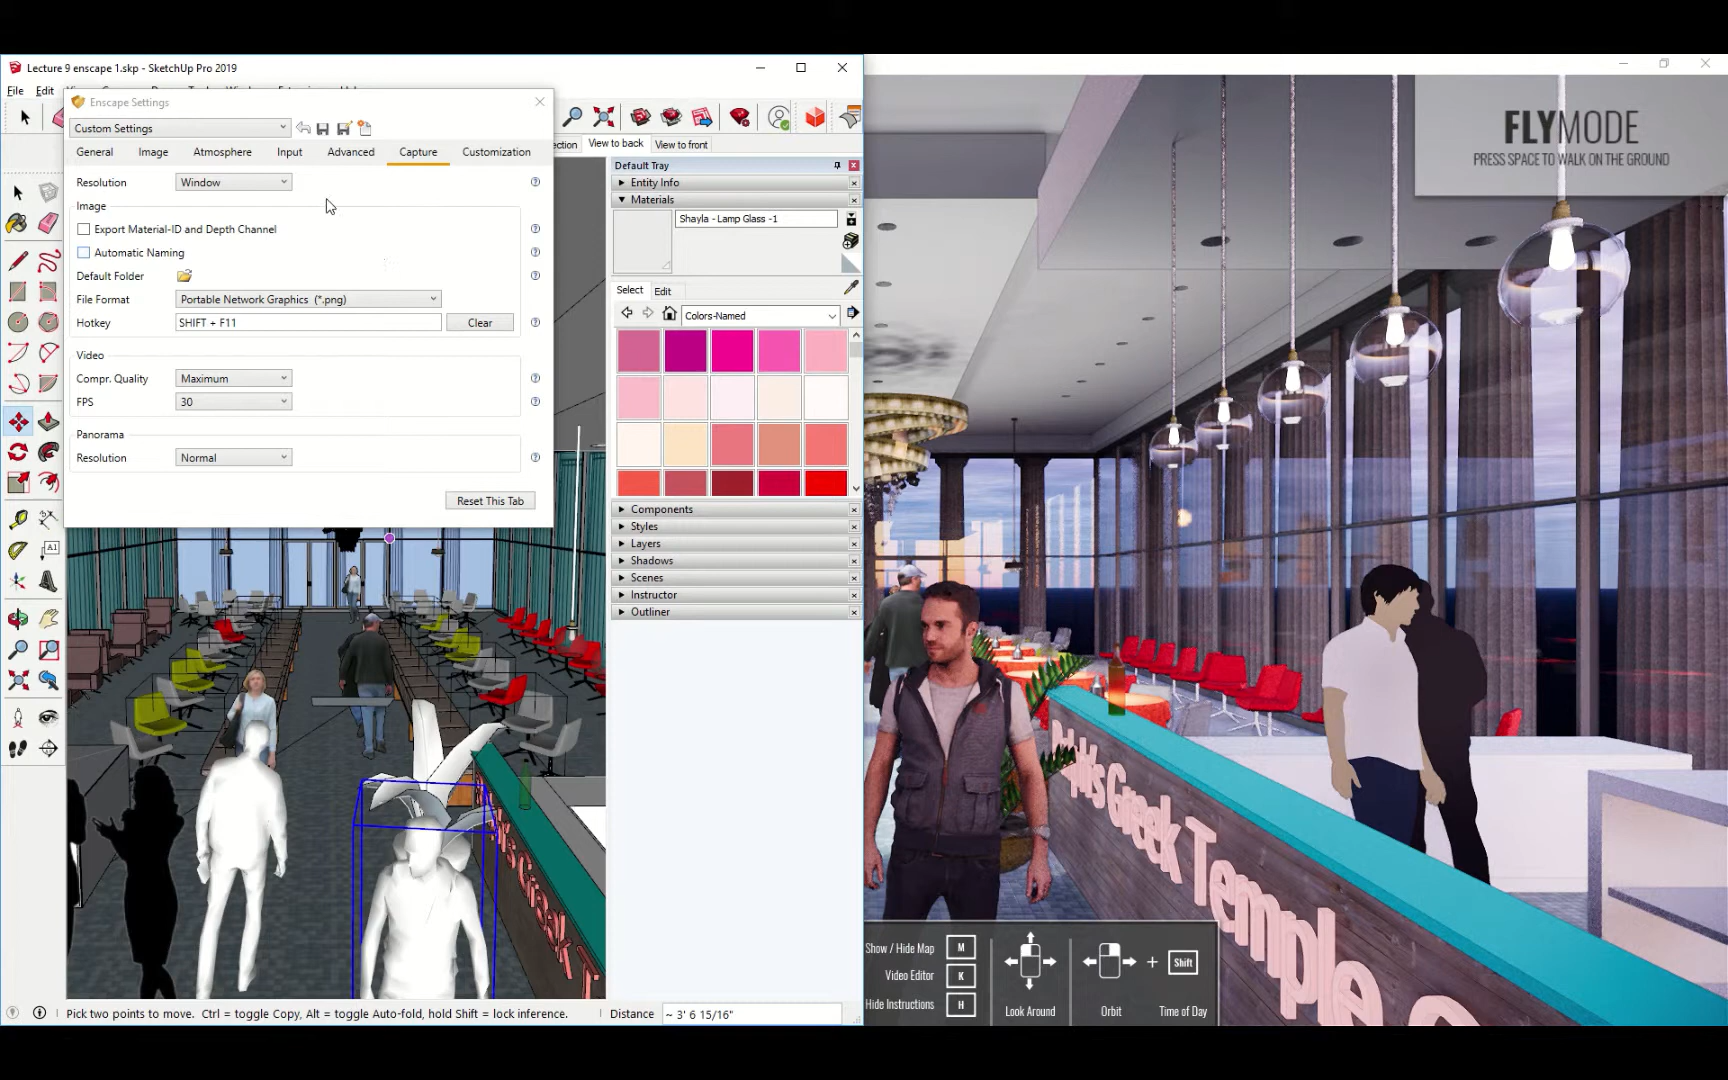 Lecture 9 enscape 1.skp - SketchUp Pro 2019
File Edit
Enscape Settings
Custom Settings
General Image Atmosphere Input Advanced Capture Customization
Resolution Window
Image
Export Material-ID and Depth Channel
Automatic Naming
Default Folder
File Format Portable Network Graphics (*.png)
Hotkey SHIFT + F11 Clear
Video
Compr. Quality Maximum
FPS 30
Panorama
Resolution Normal
Reset This Tab
View to back View to front
Default Tray
Entity Info
Materials
Shayla - Lamp Glass -1
Select Edit
Colors-Named
Components
Styles
Layers
Shadows
Scenes
Instructor
Outliner
Pick two points to move. Ctrl = toggle Copy, Alt = toggle Auto-fold, hold Shift = lock inference. Distance ~ 3' 6 15/16"
FLYMODE
PRESS SPACE TO WALK ON THE GROUND
Greek Temple
Show / Hide Map M
Video Editor K
Hide Instructions H
Look Around
Orbit
+ Shift
Time of Day